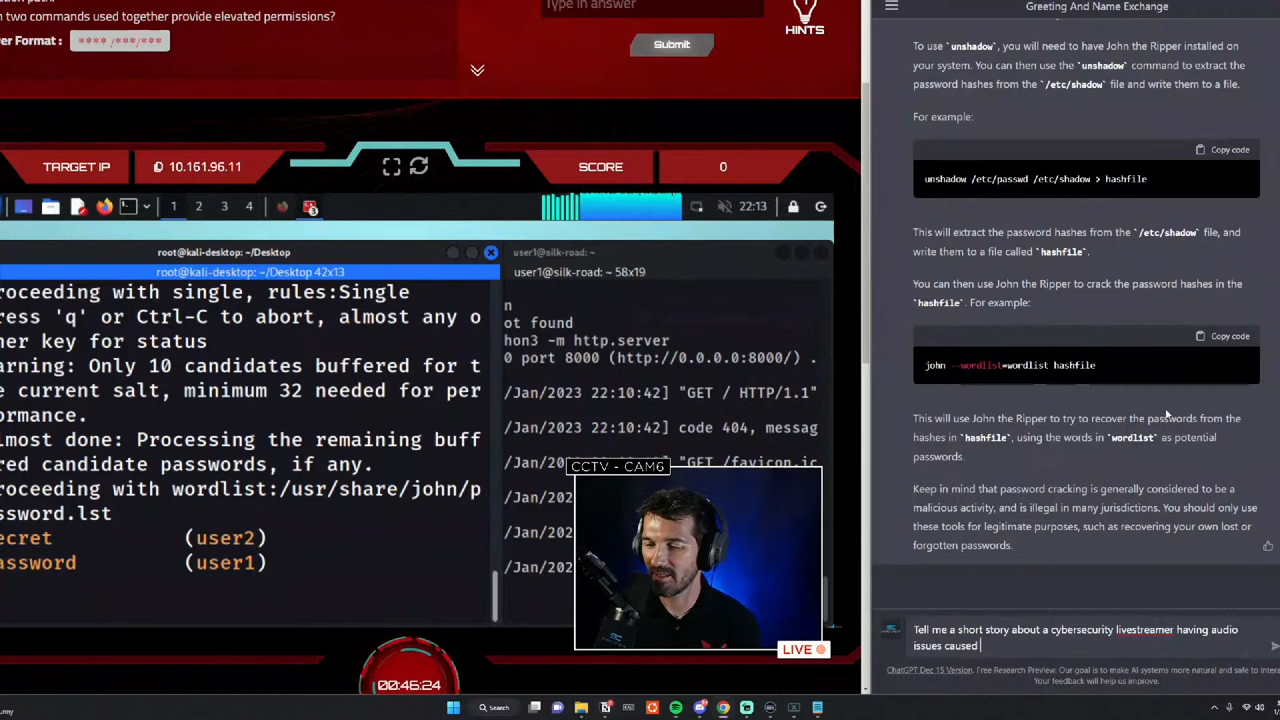 n two commands used together provide elevated permissions?
er Format :
**** /***/***
Type in answer
Submit
HINTS
TARGET IP
10.161.96.11
SCORE
0
1
2
3
4
22:13
root@kali-desktop: ~/Desktop
root@kali-desktop: ~/Desktop 42x13
roceeding with single, rules:Single
ress 'q' or Ctrl-C to abort, almost any o
her key for status
arning: Only 10 candidates buffered for t
e current salt, minimum 32 needed for per
ormance.
lmost done: Processing the remaining buff
red candidate passwords, if any.
roceeding with wordlist:/usr/share/john/p
ssword.lst
ecret (user2)
assword (user1)
user1@silk-road: ~
user1@silk-road: ~ 58x19
n
ot found
hon3 -m http.server
0 port 8000 (http://0.0.0.0:8000/) .
/Jan/2023 22:10:42] "GET / HTTP/1.1"
/Jan/2023 22:10:42] code 404, messag
/Jan/20 "GET /favicon.ic
/Jan/202
/Jan/202
/Jan/202
CCTV - CAM6
LIVE
00:46:24
Greeting And Name Exchange
To use `unshadow`, you will need to have John the Ripper installed on
your system. You can then use the `unshadow` command to extract the
password hashes from the `/etc/shadow` file and write them to a file.
For example:
Copy code
unshadow /etc/passwd /etc/shadow > hashfile
This will extract the password hashes from the `/etc/shadow` file, and
write them to a file called `hashfile`.
You can then use John the Ripper to crack the password hashes in the
`hashfile`. For example:
Copy code
john --wordlist=wordlist hashfile
This will use John the Ripper to try to recover the passwords from the
hashes in `hashfile`, using the words in `wordlist` as potential
passwords.
Keep in mind that password cracking is generally considered to be a
malicious activity, and is illegal in many jurisdictions. You should only use
these tools for legitimate purposes, such as recovering your own lost or
forgotten passwords.
Tell me a short story about a cybersecurity livestreamer having audio
issues caused
ChatGPT Dec 15 Version. Free Research Preview. Our goal is to make AI systems more natural and safe to intera
Your feedback will help us improve.
unny
Search